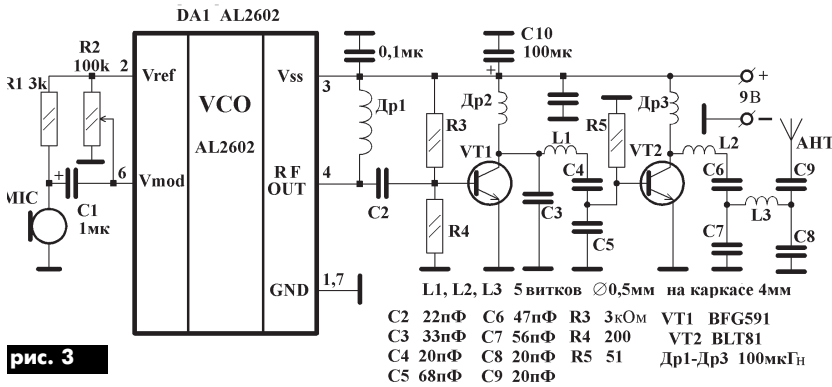 DA1 AL2602
R2
100k
R1 3k
2
Vref
VCO
AL2602
Vss
3
0,1мк
C10
100мк
+
+
9В
−
Др1
Др2
Др3
R3
VT1
L1
R5
VT2
L2
АНТ
+
6
Vmod
RF
OUT
4
C4
C6
C9
MIC
C1
1мк
C2
R4
C3
C5
L3
C7
C8
GND
1,7
L1, L2, L3 5 витков ∅0,5мм на каркасе 4мм
C2 22пФ C6 47пФ R3 3кОм VT1 BFG591
C3 33пФ C7 56пФ R4 200 VT2 BLT81
C4 20пФ C8 20пФ R5 51 Др1-Др3 100мкГн
C5 68пФ C9 20пФ
рис. 3